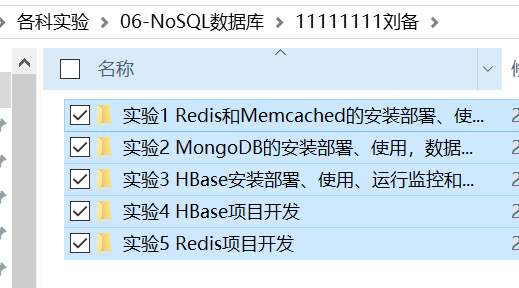 各科实验 > 06-NoSQL数据库 > 11111111刘备 >
名称
实验1 Redis和Memcached的安装部署、使...
实验2 MongoDB的安装部署、使用，数据...
实验3 HBase安装部署、使用、运行监控和...
实验4 HBase项目开发
实验5 Redis项目开发